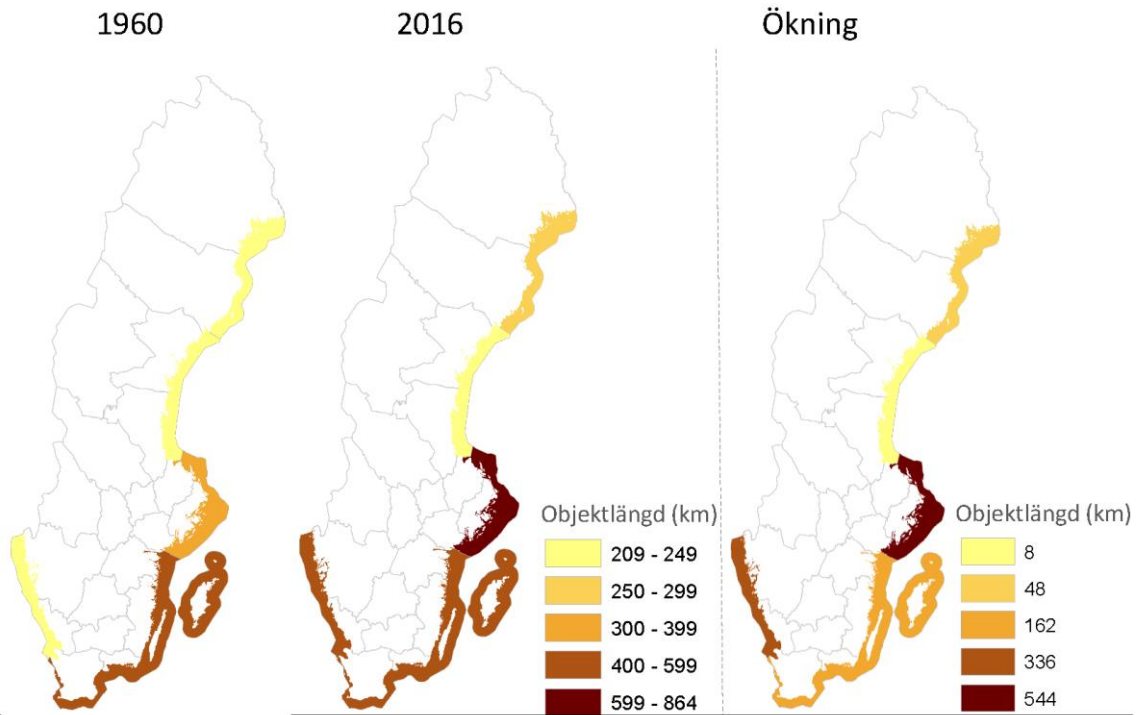 1960
2016
Ökning
Objektlängd (km)
209 - 249
250 - 299
300 - 399
400 - 599
599 - 864
Objektlängd (km)
8
48
162
336
544